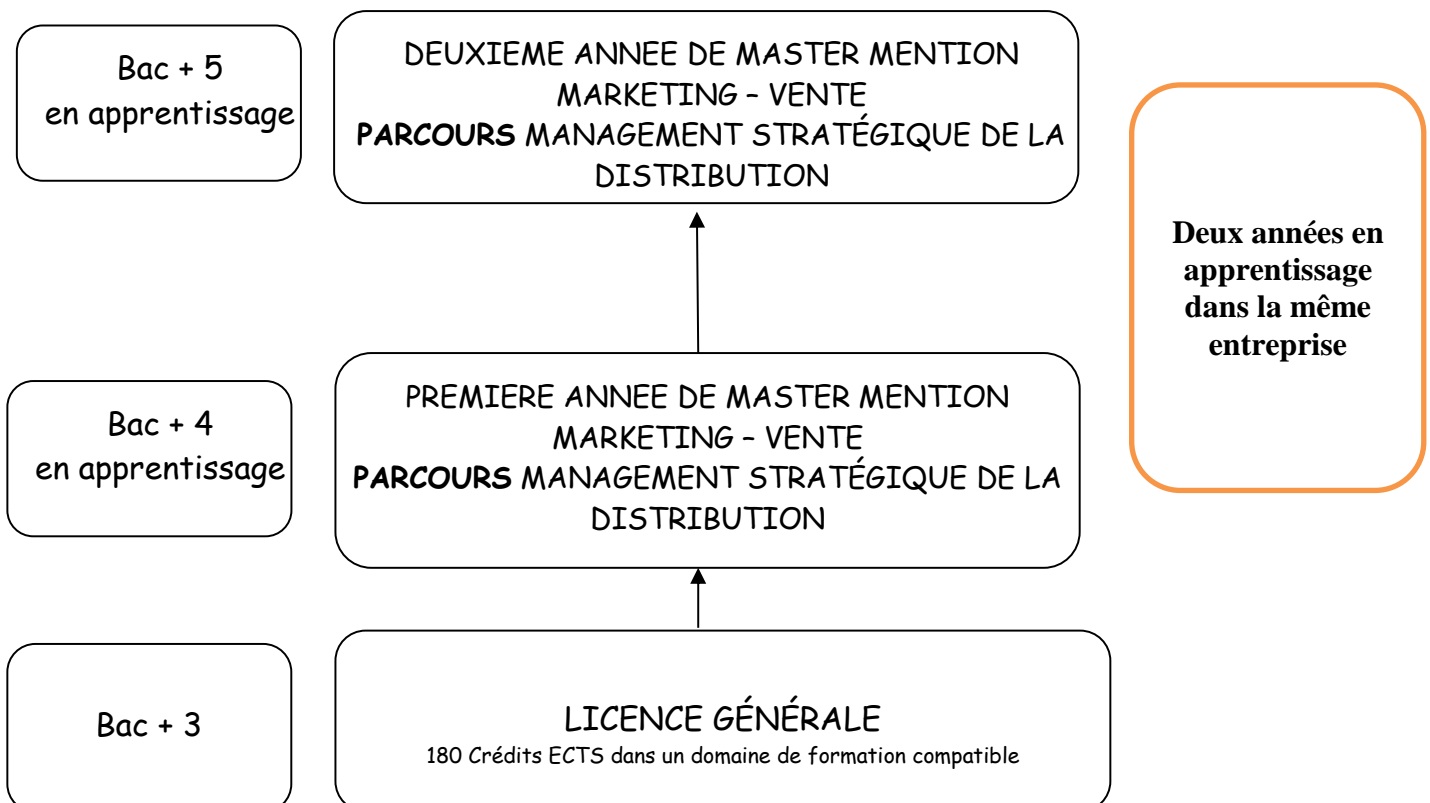 Bac + 5
en apprentissage
DEUXIEME ANNEE DE MASTER MENTION
MARKETING – VENTE
PARCOURS MANAGEMENT STRATÉGIQUE DE LA
DISTRIBUTION
Deux années en
apprentissage
dans la même
entreprise
Bac + 4
en apprentissage
PREMIERE ANNEE DE MASTER MENTION
MARKETING – VENTE
PARCOURS MANAGEMENT STRATÉGIQUE DE LA
DISTRIBUTION
Bac + 3
LICENCE GÉNÉRALE
180 Crédits ECTS dans un domaine de formation compatible